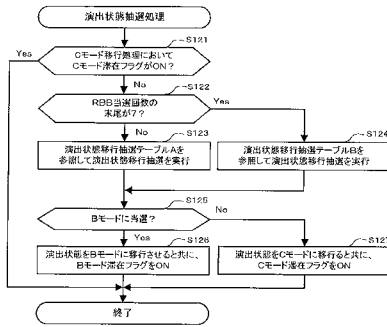 演出状態抽選処理
S121
Cモード移行処理において
Cモード滞在フラグがON？
Yes
No
S122
RBB当選回数の
末尾が7？
Yes
No
S123
演出状態移行抽選テーブルAを
参照して演出状態移行抽選を実行
S124
演出状態移行抽選テーブルBを
参照して演出状態移行抽選を実行
S125
Bモードに当選？
No
Yes
S126
演出状態をBモードに移行させると共に、
Bモード滞在フラグをON
S127
演出状態をCモードに移行ると共に、
Cモード滞在フラグをON
終了